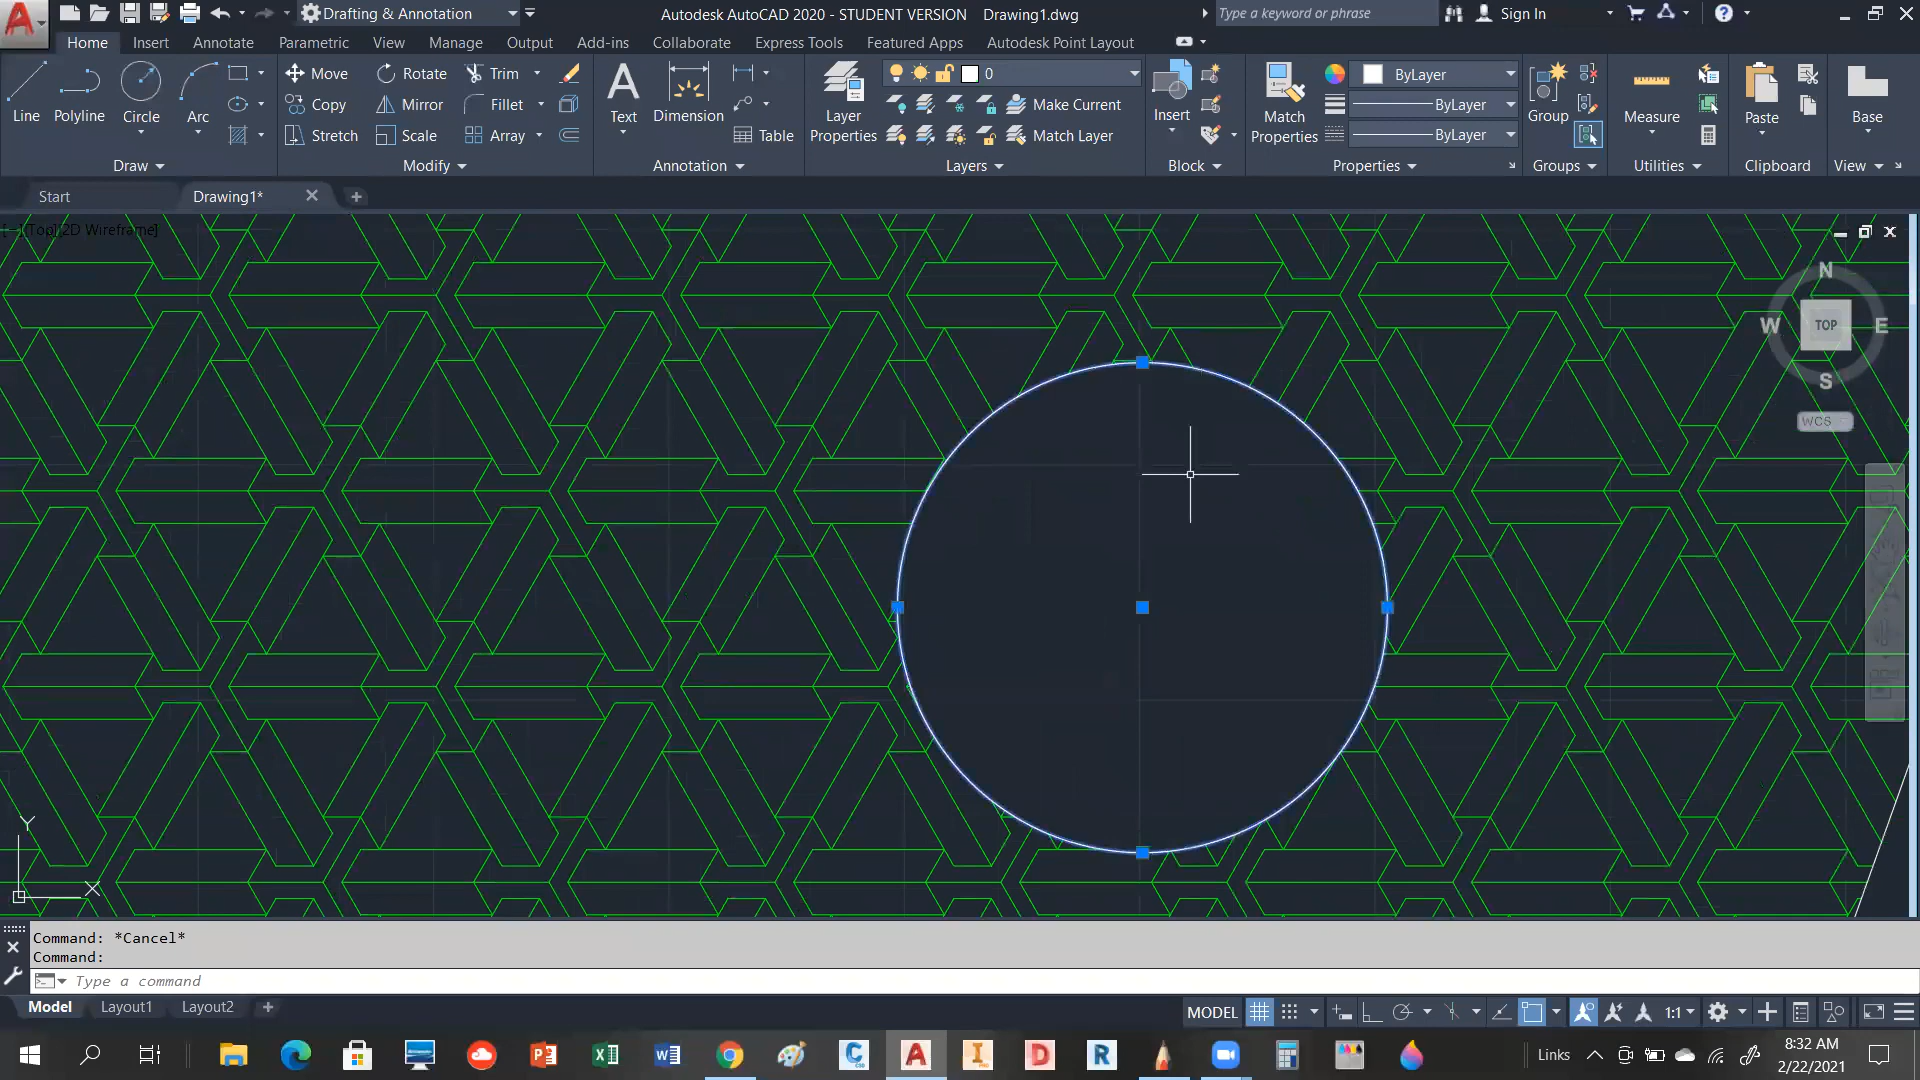 Drafting & Annotation
Autodesk AutoCAD 2020 - STUDENT VERSION Drawing1.dwg
Type a keyword or phrase
Sign In
Home Insert Annotate Parametric View Manage Output Add-ins Collaborate Express Tools Featured Apps Autodesk Point Layout
Line Polyline Circle Arc
Move Rotate Trim
Copy Mirror Fillet
Stretch Scale Array
Text Dimension Table
Layer Properties
0
Make Current
Match Layer
Insert
Match Properties
ByLayer
ByLayer
ByLayer
Group
Measure
Paste
Base
Draw Modify Annotation Layers Block Properties Groups Utilities Clipboard View
Start Drawing1*
[-][Top][2D Wireframe]
N
W TOP E
S
WCS
Y
X
Command: *Cancel*
Command:
Type a command
Model Layout1 Layout2
MODEL 1:1
Links 8:32 AM
2/22/2021